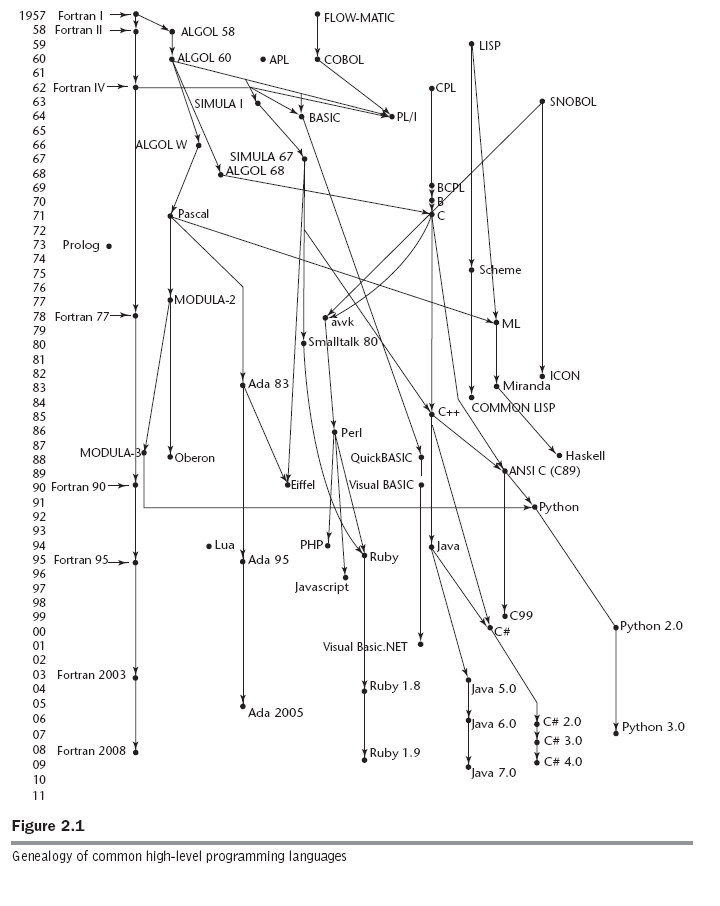 1957 Fortran I FLOW-MATIC
58 Fortran II ALGOL 58
59 LISP
60 ALGOL 60 APL COBOL
61
62 Fortran IV CPL
63 SIMULA I SNOBOL
64 BASIC PL/I
65
66 ALGOL W
67 SIMULA 67
68 ALGOL 68
69 BCPL
70 B
71 Pascal C
72
73 Prolog
74
75 Scheme
76
77 MODULA-2
78 Fortran 77 awk ML
79
80 Smalltalk 80
81
82 ICON
83 Ada 83 Miranda
84 COMMON LISP
85 C++
86 Perl
87 MODULA-3 Haskell
88 Oberon QuickBASIC
89 ANSI C (C89)
90 Fortran 90 Eiffel Visual BASIC
91 Python
92
93
94 Lua PHP Java
95 Fortran 95 Ada 95 Ruby
96
97 Javascript
98
99 C99
00 C# Python 2.0
01 Visual Basic.NET
02
03 Fortran 2003
04 Ruby 1.8 Java 5.0
05 Ada 2005
06 Java 6.0 C# 2.0
07 C# 3.0 Python 3.0
08 Fortran 2008 Ruby 1.9
09 Java 7.0 C# 4.0
10
11
Figure 2.1
Genealogy of common high-level programming languages